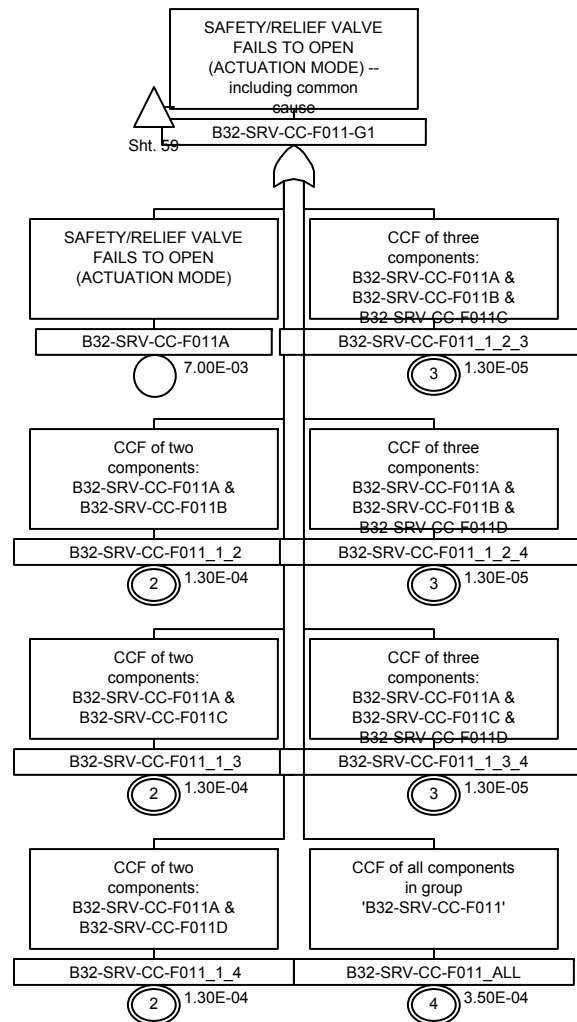 SAFETY/RELIEF VALVE
FAILS TO OPEN
(ACTUATION MODE) --
including common
cause
B32-SRV-CC-F011-G1
Sht. 59
SAFETY/RELIEF VALVE
FAILS TO OPEN
(ACTUATION MODE)
B32-SRV-CC-F011A
7.00E-03
CCF of three
components:
B32-SRV-CC-F011A &
B32-SRV-CC-F011B &
B32-SRV-CC-F011C
B32-SRV-CC-F011_1_2_3
3
1.30E-05
CCF of two
components:
B32-SRV-CC-F011A &
B32-SRV-CC-F011B
B32-SRV-CC-F011_1_2
2
1.30E-04
CCF of three
components:
B32-SRV-CC-F011A &
B32-SRV-CC-F011B &
B32-SRV-CC-F011D
B32-SRV-CC-F011_1_2_4
3
1.30E-05
CCF of two
components:
B32-SRV-CC-F011A &
B32-SRV-CC-F011C
B32-SRV-CC-F011_1_3
2
1.30E-04
CCF of three
components:
B32-SRV-CC-F011A &
B32-SRV-CC-F011C &
B32-SRV-CC-F011D
B32-SRV-CC-F011_1_3_4
3
1.30E-05
CCF of two
components:
B32-SRV-CC-F011A &
B32-SRV-CC-F011D
B32-SRV-CC-F011_1_4
2
1.30E-04
CCF of all components
in group
'B32-SRV-CC-F011'
B32-SRV-CC-F011_ALL
4
3.50E-04